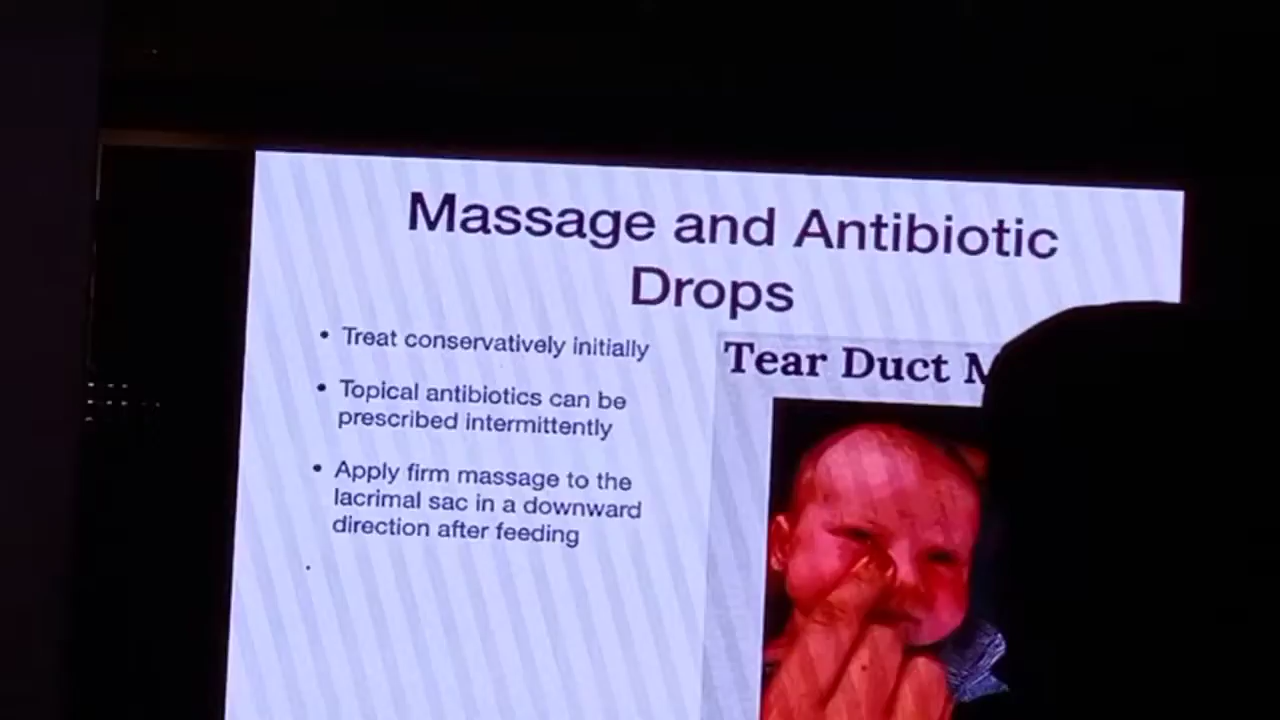 Massage and Antibiotic
Drops
• Treat conservatively initially
• Topical antibiotics can be
prescribed intermittently
• Apply firm massage to the
lacrimal sac in a downward
direction after feeding
Tear Duct